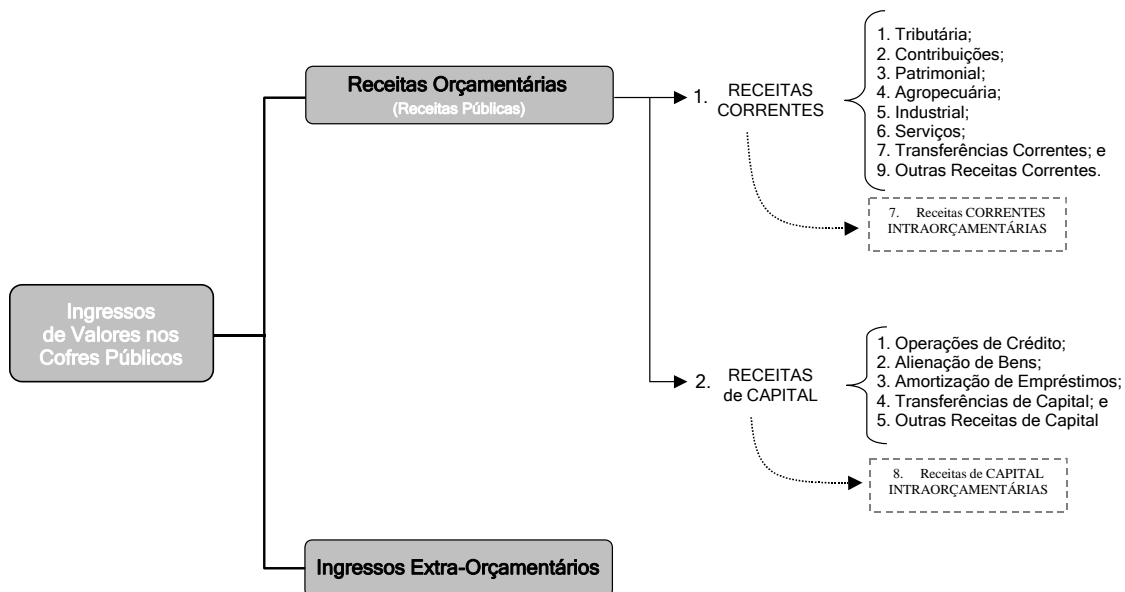 Ingressos
de Valores nos
Cofres Públicos
Receitas Orçamentárias
(Receitas Públicas)
1. RECEITAS
CORRENTES
1. Tributária;
2. Contribuições;
3. Patrimonial;
4. Agropecuária;
5. Industrial;
6. Serviços;
7. Transferências Correntes; e
9. Outras Receitas Correntes.
7. Receitas CORRENTES
INTRAORÇAMENTÁRIAS
2. RECEITAS
de CAPITAL
1. Operações de Crédito;
2. Alienação de Bens;
3. Amortização de Empréstimos;
4. Transferências de Capital; e
5. Outras Receitas de Capital
8. Receitas de CAPITAL
INTRAORÇAMENTÁRIAS
Ingressos Extra-Orçamentários